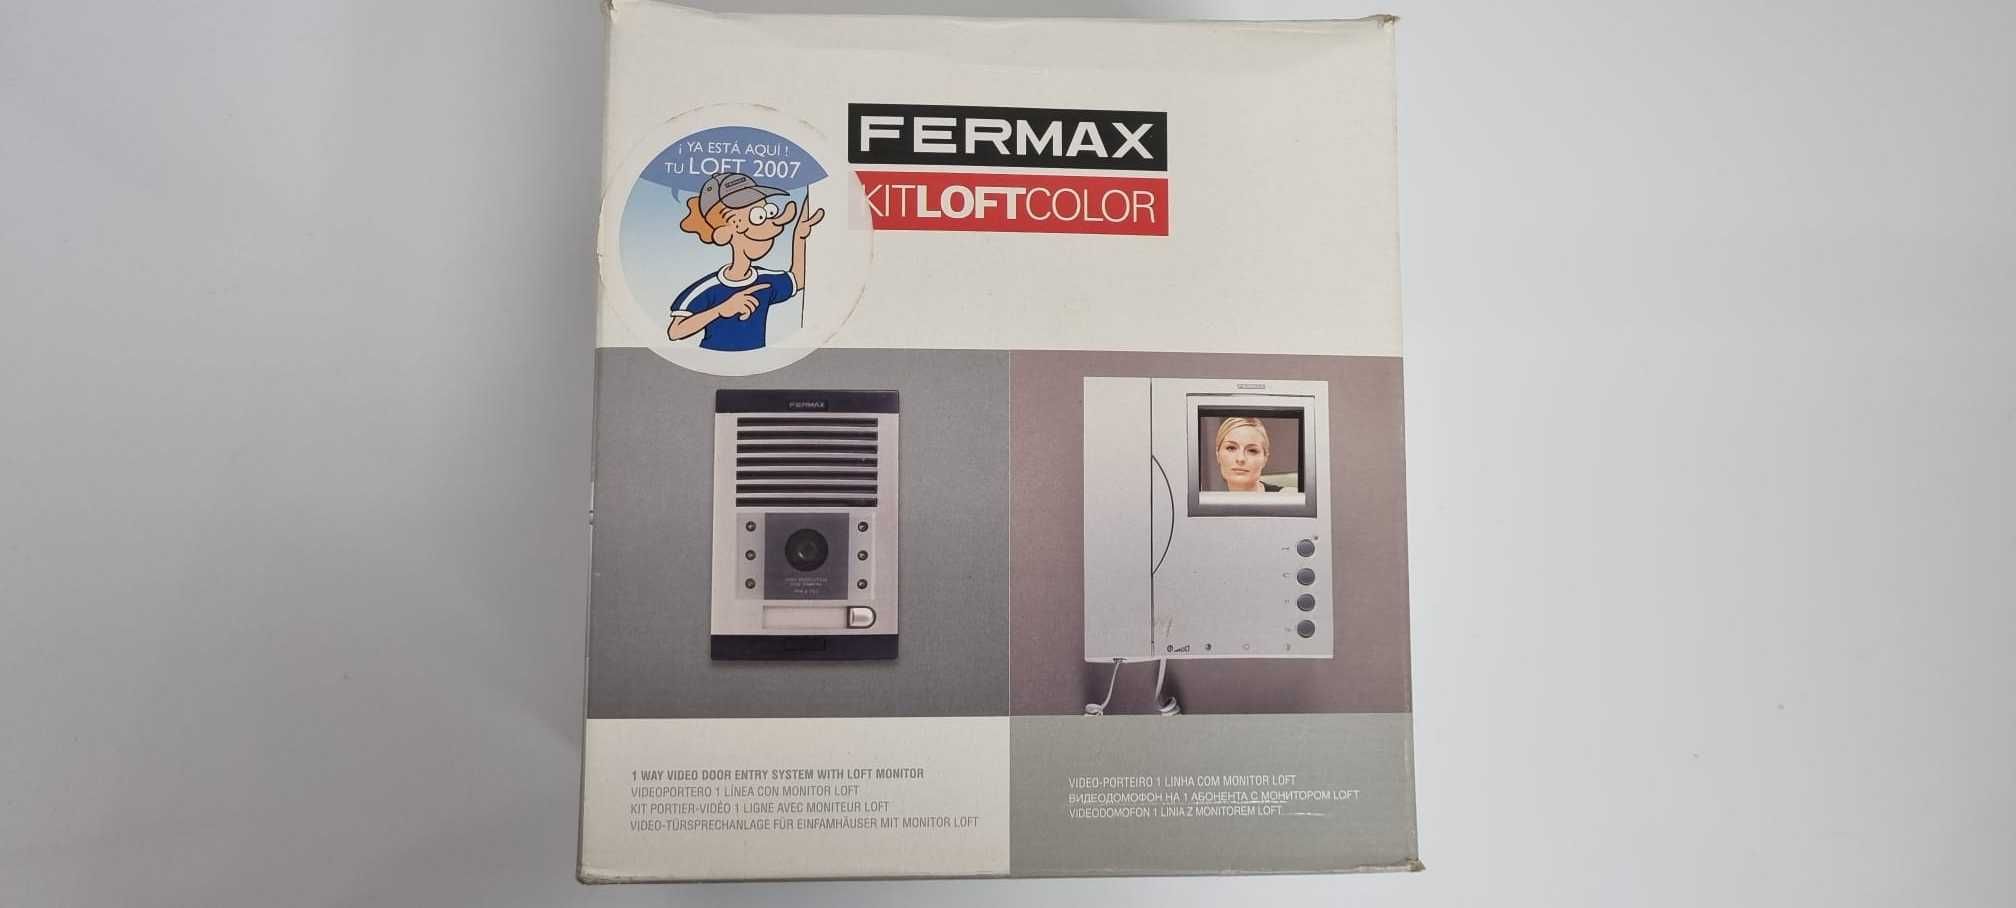 FERMAX
KITLOFTCOLOR
¡ YA ESTÁ AQUÍ !
TU LOFT 2007
FERMAX
FERMAX
1 WAY VIDEO DOOR ENTRY SYSTEM WITH LOFT MONITOR
VIDEOPORTERO 1 LÍNEA CON MONITOR LOFT
KIT PORTIER-VIDÉO 1 LIGNE AVEC MONITEUR LOFT
VIDEO-TÜRSPRECHANLAGE FÜR EINFAMHÄUSER MIT MONITOR LOFT
VIDEO-PORTEIRO 1 LINHA COM MONITOR LOFT
ВИДЕОДОМОФОН НА 1 АБОНЕНТА С МОНИТОРОМ LOFT
VIDEODOMOFON 1 LINIA Z MONITOREM LOFT